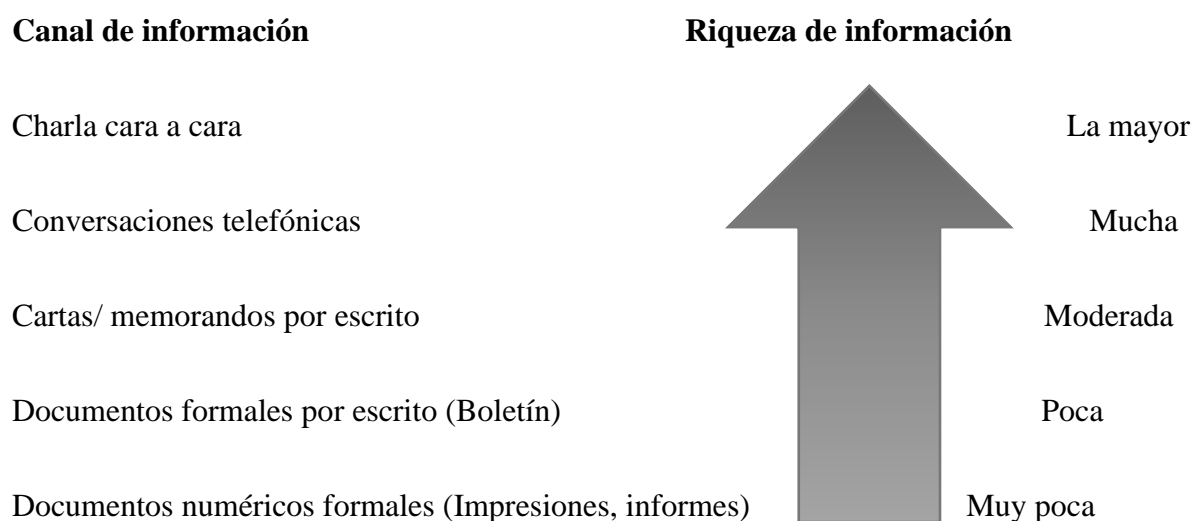 Canal de información Riqueza de información
Charla cara a cara La mayor
Conversaciones telefónicas Mucha
Cartas/ memorandos por escrito Moderada
Documentos formales por escrito (Boletín) Poca
Documentos numéricos formales (Impresiones, informes) Muy poca